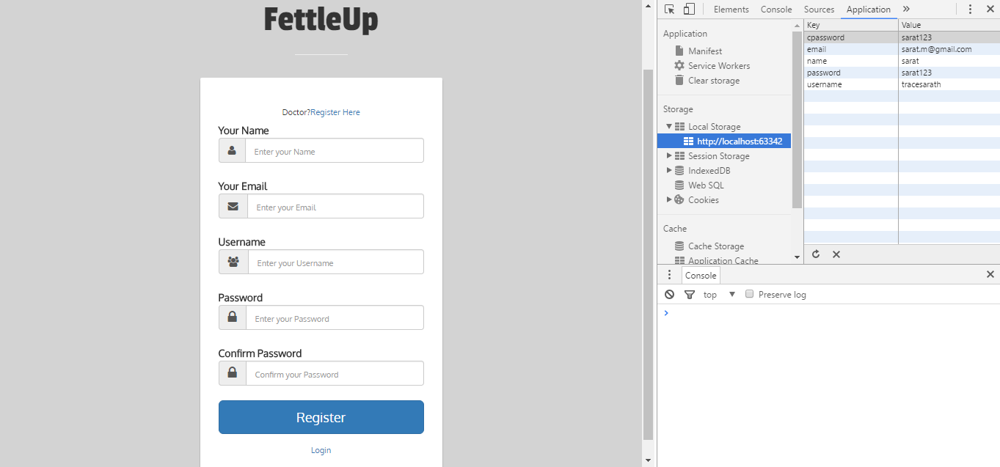 FettleUp
Doctor?Register Here
Your Name
Enter your Name
Your Email
Enter your Email
Username
Enter your Username
Password
Enter your Password
Confirm Password
Confirm your Password
Register
Login
Elements Console Sources Application »
Application
Manifest
Service Workers
Clear storage
Storage
Local Storage
http://localhost:63342
Session Storage
IndexedDB
Web SQL
Cookies
Cache
Cache Storage
Application Cache
Key Value
cpassword sarat123
email sarat.m@gmail.com
name sarat
password sarat123
username tracesarath
Console
top Preserve log